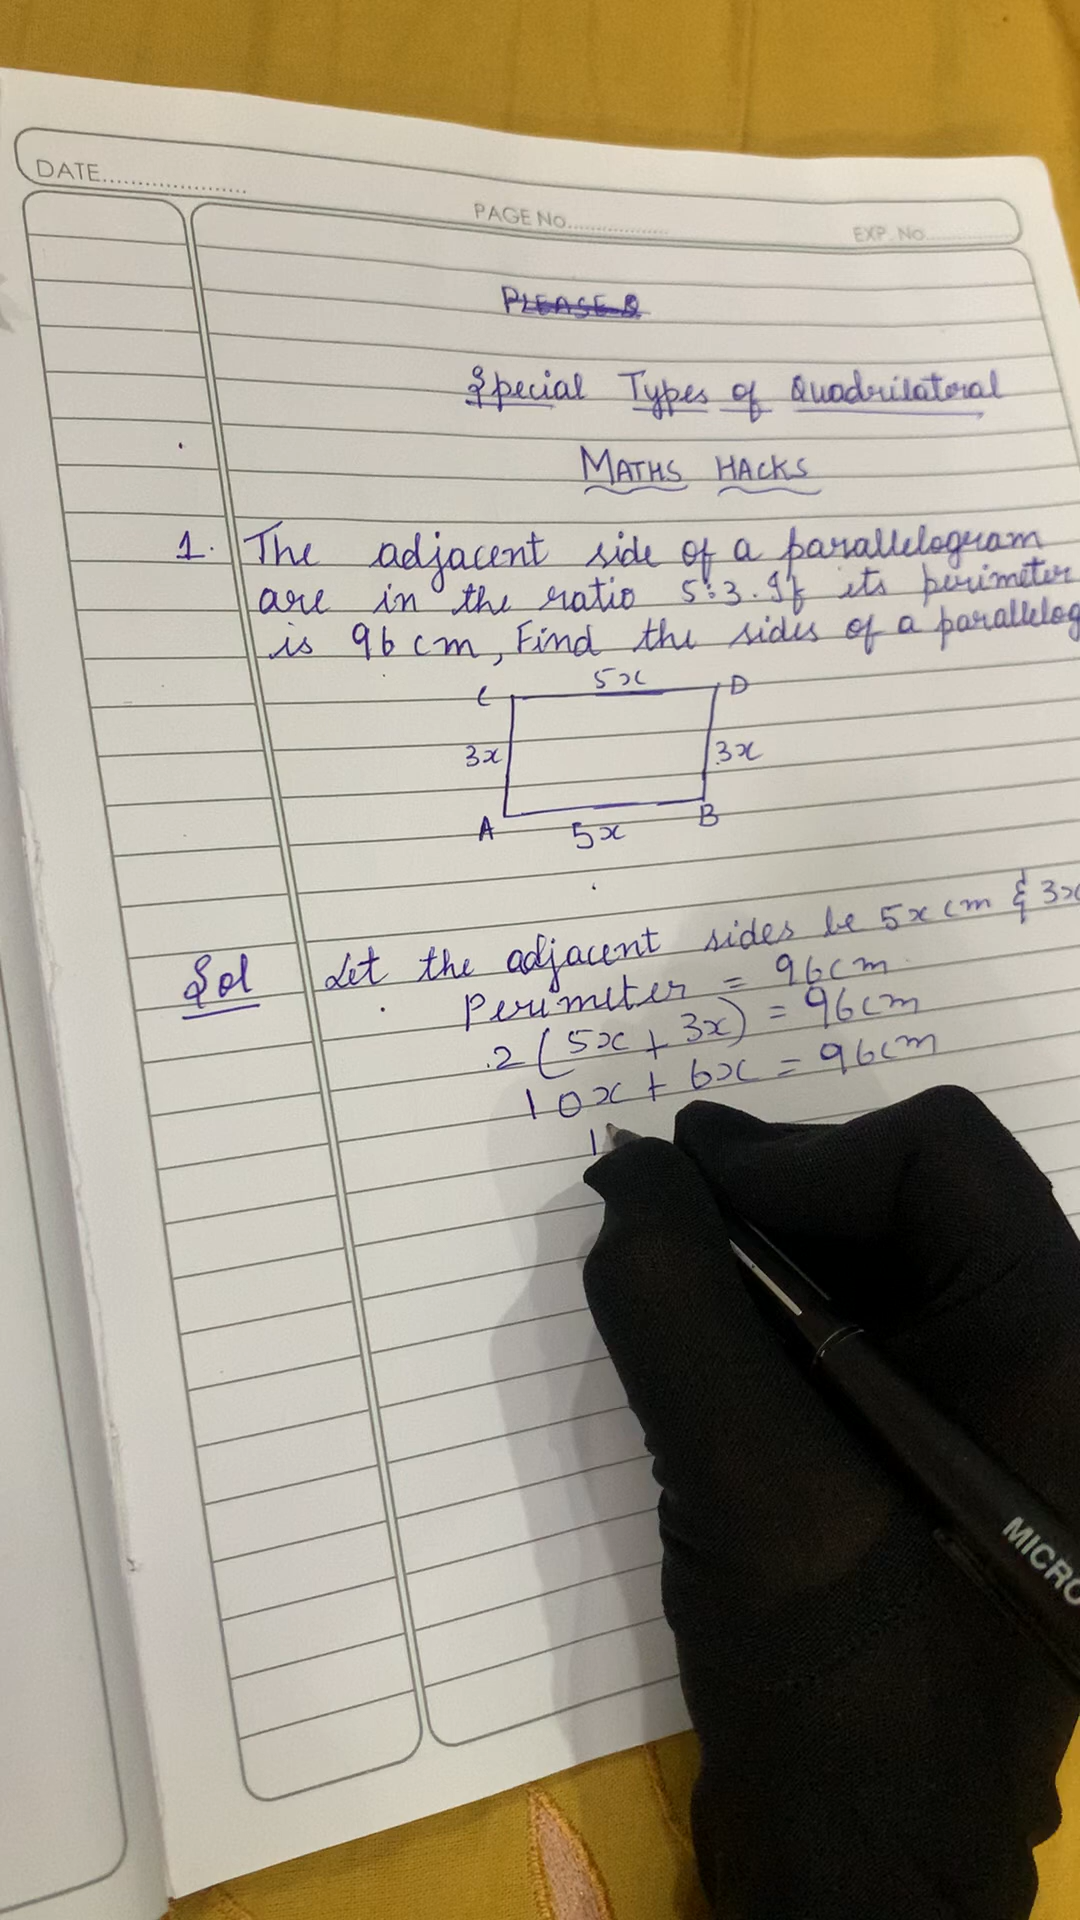 DATE.....................
PAGE No...................
EXP. No...............
PLEASE
Special Types of Quadrilatoral
MATHS HACKS
1. The adjacent side of a parallelogram
are in the ratio 5:3. If its perimeter
is 96 cm, Find the sides of a parallelog
5x
C D
3x 3x
A B
5x
Sol Let the adjacent sides be 5x cm & 3x
Perimeter = 96cm
2(5x + 3x) = 96cm
10x + 6x = 96cm
1
MICRO